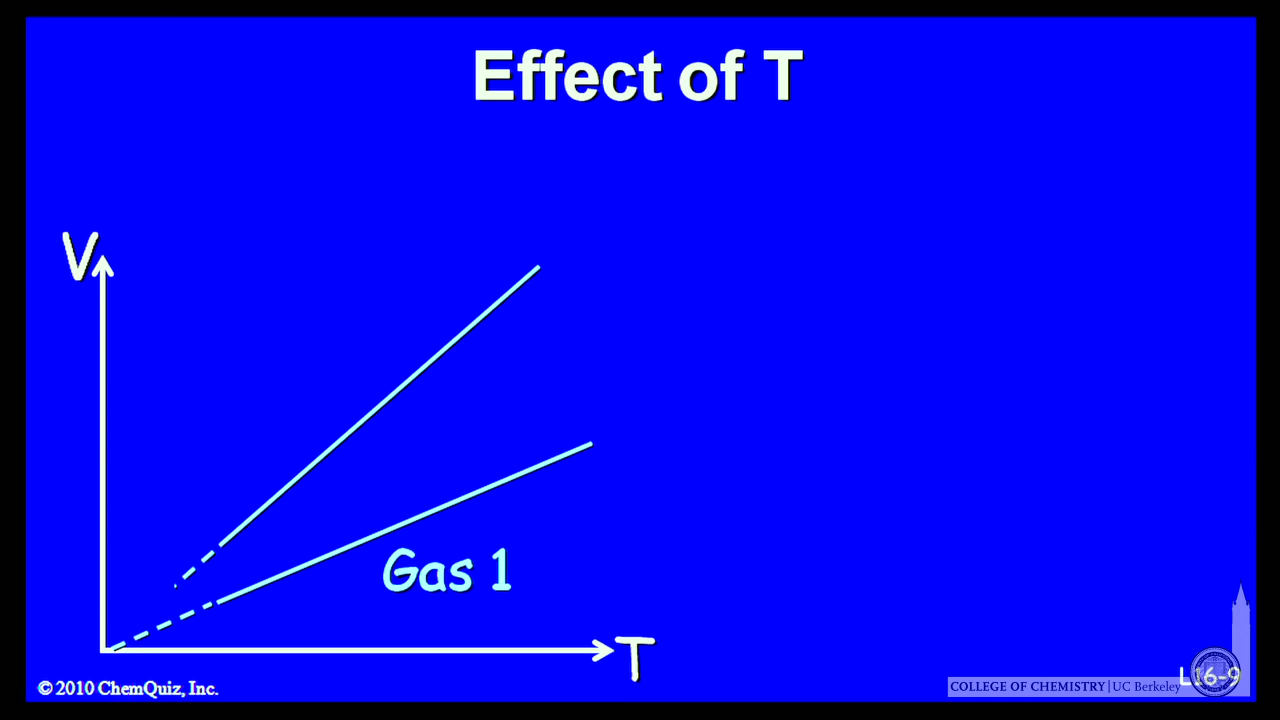 Effect of T
V
Gas 1
T
© 2010 ChemQuiz, Inc.
L16-9
COLLEGE OF CHEMISTRY | UC Berkeley